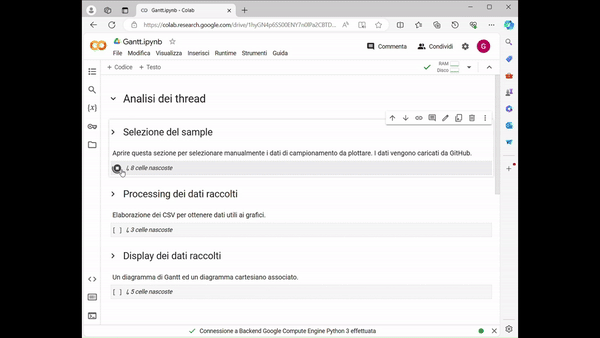 Gantt.ipynb - Colab
https://colab.research.google.com/drive/
Gantt.ipynb
File Modifica Visualizza Inserisci Runtime Strumenti Guida
Commenta
Condividi
G
+ Codice + Testo
RAM
Disco
Analisi dei thread
Selezione del sample
Aprire questa sezione per selezionare manualmente i dati di campionamento da plottare. I dati vengono caricati da GitHub.
8 celle nascoste
Processing dei dati raccolti
Elaborazione dei CSV per ottenere dati utili ai grafici.
[ ] 3 celle nascoste
Display dei dati raccolti
Un diagramma di Gantt ed un diagramma cartesiano associato.
[ ] 5 celle nascoste
Connessione a Backend Google Compute Engine Python 3 effettuata